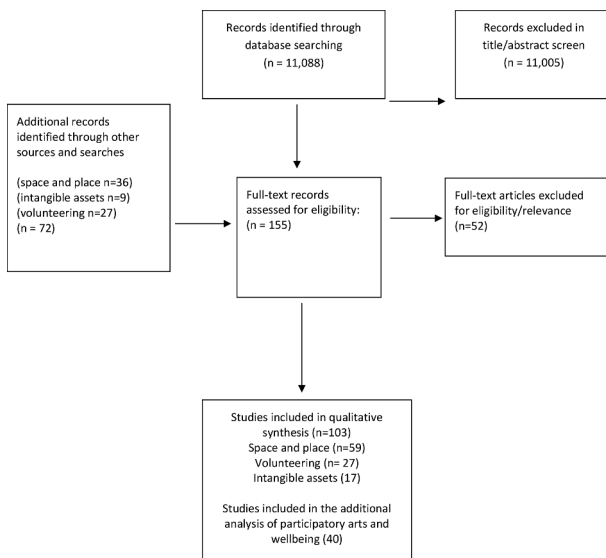 Records identified through
database searching
(n = 11,088)
Records excluded in
title/abstract screen
(n = 11,005)
Additional records
identified through other
sources and searches
(space and place n=36)
(intangible assets n=9)
(volunteering n=27)
(n = 72)
Full-text records
assessed for eligibility:
(n = 155)
Full-text articles excluded
for eligibility/relevance
(n=52)
Studies included in qualitative
synthesis (n=103)
Space and place (n=59)
Volunteering (n= 27)
Intangible assets (17)
Studies included in the additional
analysis of participatory arts and
wellbeing (40)